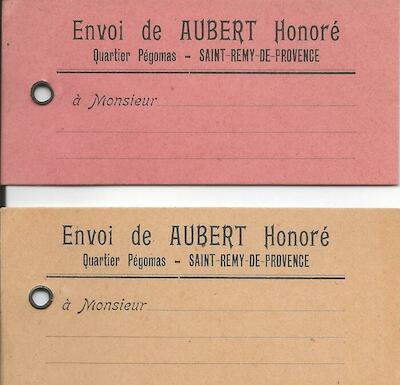 Envoi de AUBERT Honoré
Quartier Pégomas - SAINT-REMY-DE-PROVENCE
à Monsieur
Envoi de AUBERT Honoré
Quartier Pégomas - SAINT-REMY-DE-PROVENCE
à Monsieur